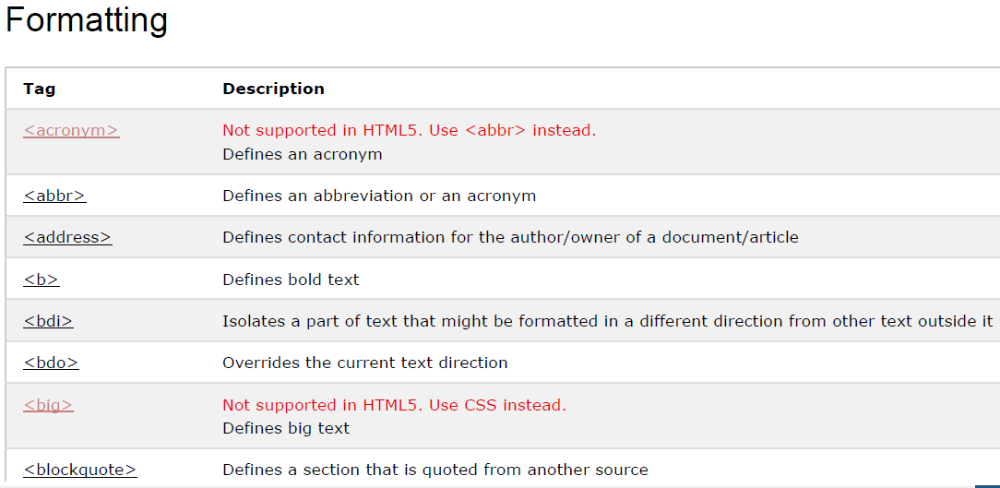 Formatting
Tag Description
<acronym> Not supported in HTML5. Use <abbr> instead.
Defines an acronym
<abbr> Defines an abbreviation or an acronym
<address> Defines contact information for the author/owner of a document/article
<b> Defines bold text
<bdi> Isolates a part of text that might be formatted in a different direction from other text outside it
<bdo> Overrides the current text direction
<big> Not supported in HTML5. Use CSS instead.
Defines big text
<blockquote> Defines a section that is quoted from another source